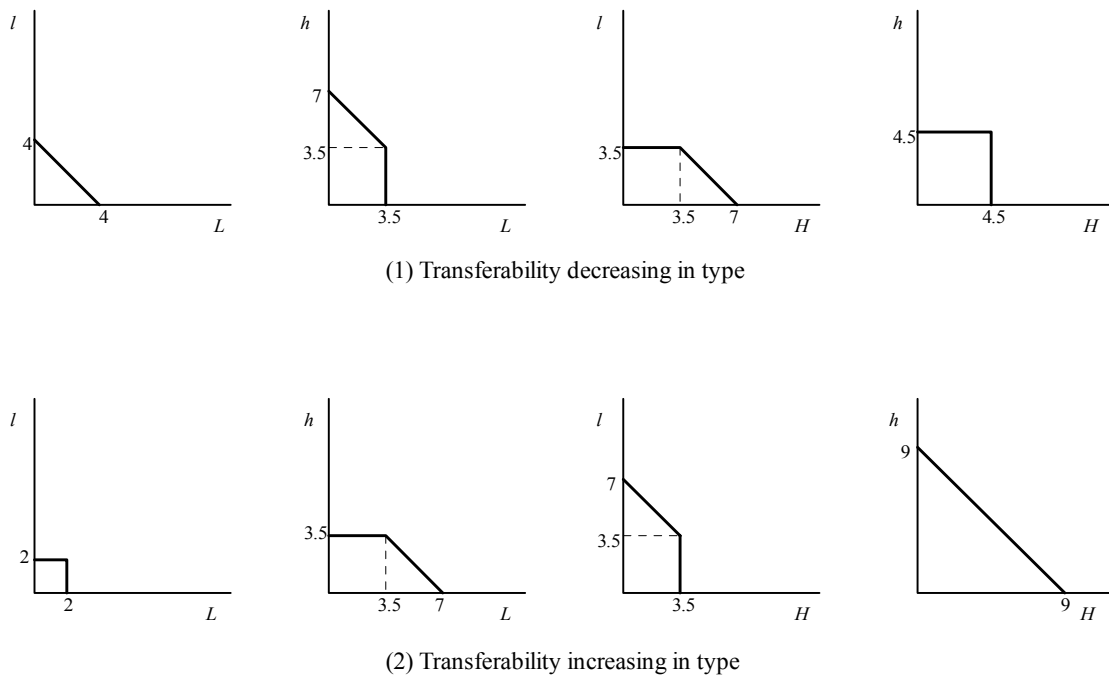 l h l h
7
4 3.5 3.5 4.5
4 L 3.5 L 3.5 7 H 4.5 H
(1) Transferability decreasing in type
l h l h
9
7
3.5 3.5
2
2 L 3.5 7 L 3.5 H 9 H
(2) Transferability increasing in type